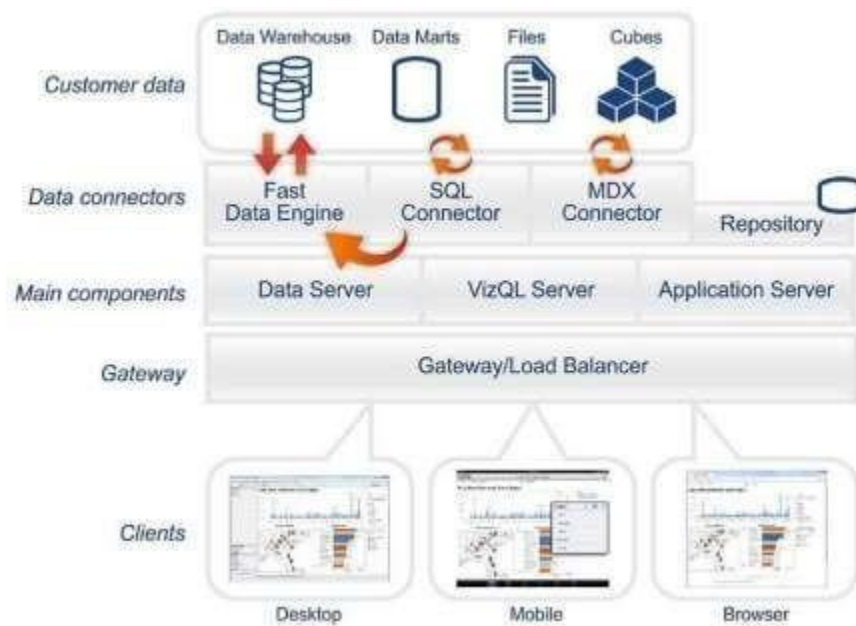 Data Warehouse Data Marts Files Cubes
Customer data
Data connectors
Fast
Data Engine
SQL
Connector
MDX
Connector
Repository
Main components
Data Server VizQL Server Application Server
Gateway
Gateway/Load Balancer
Clients
Desktop Mobile Browser